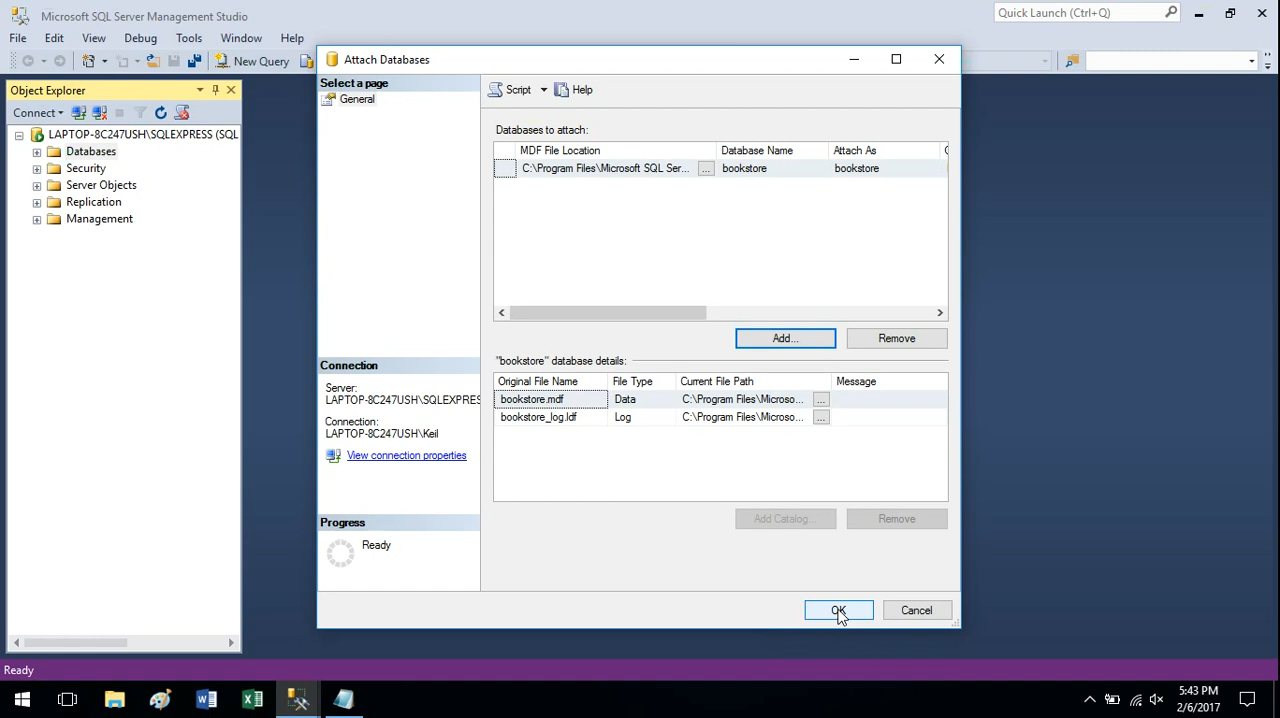 Microsoft SQL Server Management Studio
Quick Launch (Ctrl+Q)
File Edit View Debug Tools Window Help
New Query
Object Explorer
Connect
LAPTOP-8C247USH\SQLEXPRESS (SQL
Databases
Security
Server Objects
Replication
Management
Attach Databases
Select a page
General
Script Help
Databases to attach:
MDF File Location Database Name Attach As
C:\Program Files\Microsoft SQL Ser... ... bookstore bookstore
Add... Remove
"bookstore" database details:
Original File Name File Type Current File Path Message
bookstore.mdf Data C:\Program Files\Microso... ...
bookstore_log.ldf Log C:\Program Files\Microso... ...
Add Catalog... Remove
Connection
Server:
LAPTOP-8C247USH\SQLEXPRES
Connection:
LAPTOP-8C247USH\Keil
View connection properties
Progress
Ready
OK Cancel
Ready
5:43 PM
2/6/2017